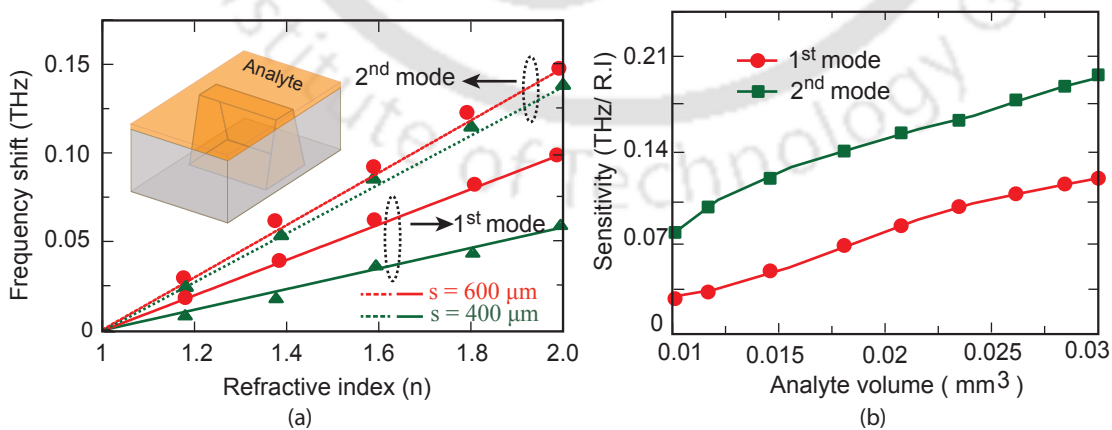 Institute of Technology G
Frequency shift (THz)
0.15
0.10
0.05
0
Analyte
2nd mode
1st mode
s = 600 μm
s = 400 μm
1
1.2
1.4
1.6
1.8
2.0
Refractive index (n)
(a)
Sensitivity (THz/ R.I)
0.21
0.14
0.07
0
1st mode
2nd mode
0.01
0.015
0.02
0.025
0.03
Analyte volume ( mm3 )
(b)